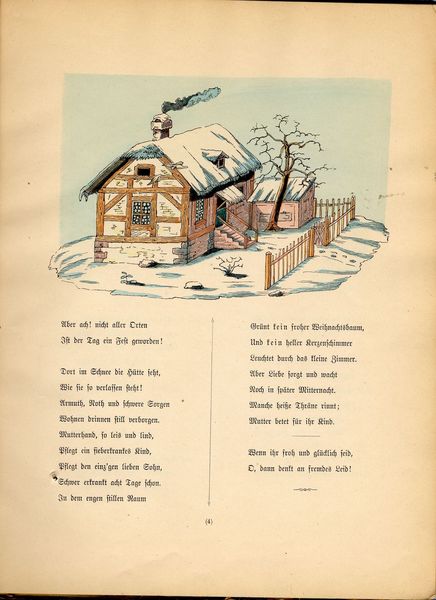 Aber ach! nicht aller Orten
Ist der Tag ein Fest geworden!
Dort im Schnee die Hütte seht,
Wie sie so verlassen steht!
Armuth, Noth und schwere Sorgen
Wohnen drinnen still verborgen.
Mutterhand, so leis und lind,
Pflegt ein fieberkrankes Kind,
Pflegt den einz'gen lieben Sohn,
Schwer erkrankt acht Tage schon.
In dem engen stillen Raum
Grünt kein froher Weihnachtsbaum,
Und kein heller Kerzenschimmer
Leuchtet durch das kleine Zimmer.
Aber Liebe sorgt und wacht
Noch in später Mitternacht.
Manche heiße Thräne rinnt;
Mutter betet für ihr Kind.
Wenn ihr froh und glücklich seid,
O, dann denkt an fremdes Leid!
(4)